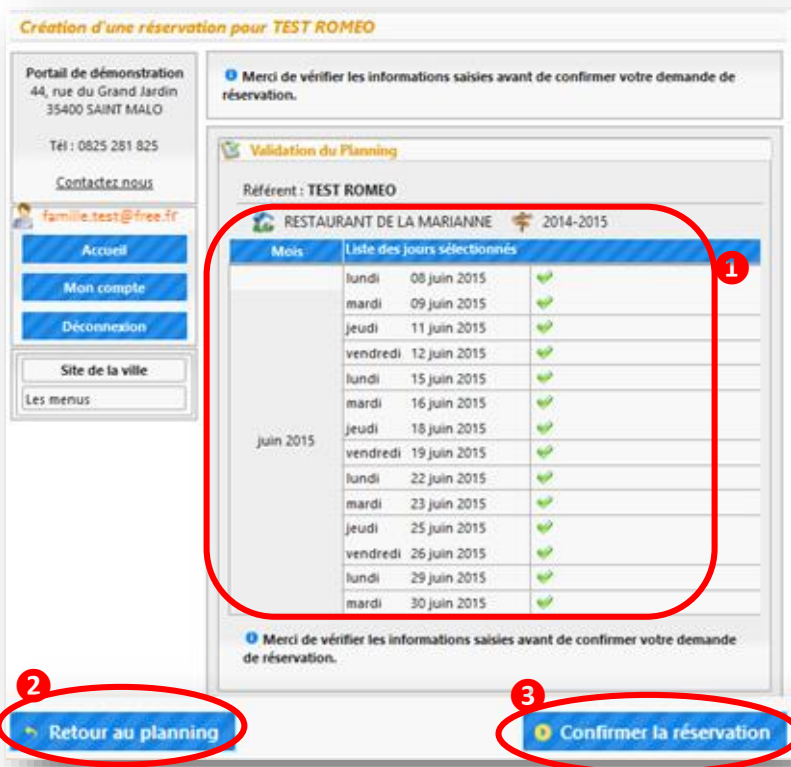 Création d'une réservation pour TEST ROMEO
Portail de démonstration
44, rue du Grand Jardin
35400 SAINT MALO
Tél : 0825 281 825
Contactez nous
famille.test@free.fr
Accueil
Mon compte
Déconnexion
Site de la ville
Les menus
Merci de vérifier les informations saisies avant de confirmer votre demande de
réservation.
Validation du Planning
Référent : TEST ROMEO
RESTAURANT DE LA MARIANNE 2014-2015
1
Mois Liste des jours sélectionnés
lundi 08 juin 2015
mardi 09 juin 2015
jeudi 11 juin 2015
vendredi 12 juin 2015
lundi 15 juin 2015
mardi 16 juin 2015
jeudi 18 juin 2015
juin 2015
vendredi 19 juin 2015
lundi 22 juin 2015
mardi 23 juin 2015
jeudi 25 juin 2015
vendredi 26 juin 2015
lundi 29 juin 2015
mardi 30 juin 2015
Merci de vérifier les informations saisies avant de confirmer votre demande
de réservation.
2
Retour au planning
3
Confirmer la réservation